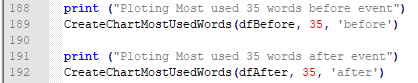 188 print ("Ploting Most used 35 words before event")
189 CreateChartMostUsedWords(dfBefore, 35, 'before')
190
191 print ("Ploting Most used 35 words after event")
192 CreateChartMostUsedWords(dfAfter, 35, 'after')